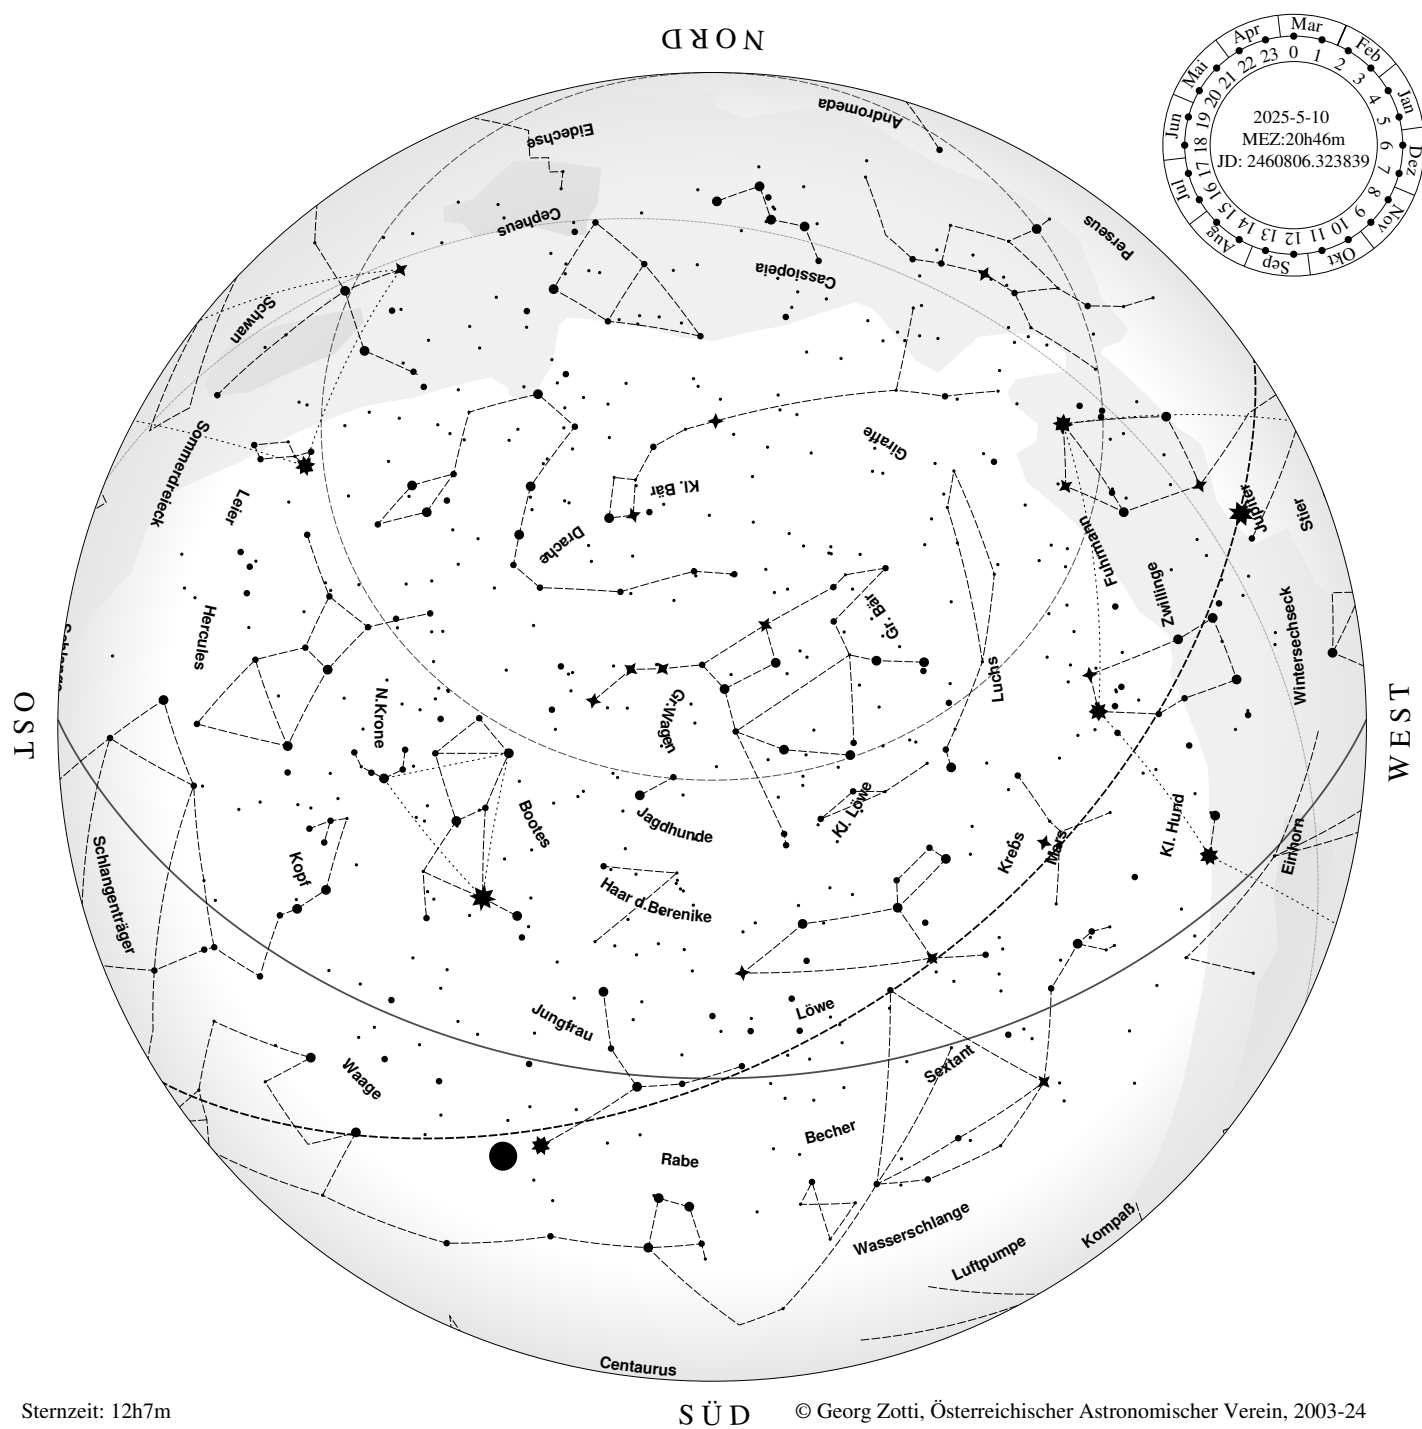 NORD
Apr
Mar
Feb
Mai
Jan
Jun
Dez
Jul
Nov
Aug
Sep
Okt
0
1
2
3
4
5
6
7
8
9
10
11
12
13
14
15
16
17
18
19
20
21
22
23
2025-5-10
MEZ:20h46m
JD: 2460806.323839
Andromeda
Eidechse
Cepheus
Cassiopeia
Perseus
Schwan
Sommerdreieck
Leier
Giraffe
Kl. Bär
Drache
Fuhrmann
Jupiter
Stier
Zwillinge
Wintersechseck
Hercules
Gr. Bär
Luchs
N.Krone
Gr.Wagen
OST
WEST
Bootes
Jagdhunde
Kl. Löwe
Krebs
Mars
Kl. Hund
Einhorn
Schlangenträger
Kopf
Haar d.Berenike
Jungfrau
Löwe
Sextant
Waage
Becher
Rabe
Wasserschlange
Luftpumpe
Kompaß
Centaurus
Sternzeit: 12h7m
SÜD
© Georg Zotti, Österreichischer Astronomischer Verein, 2003-24